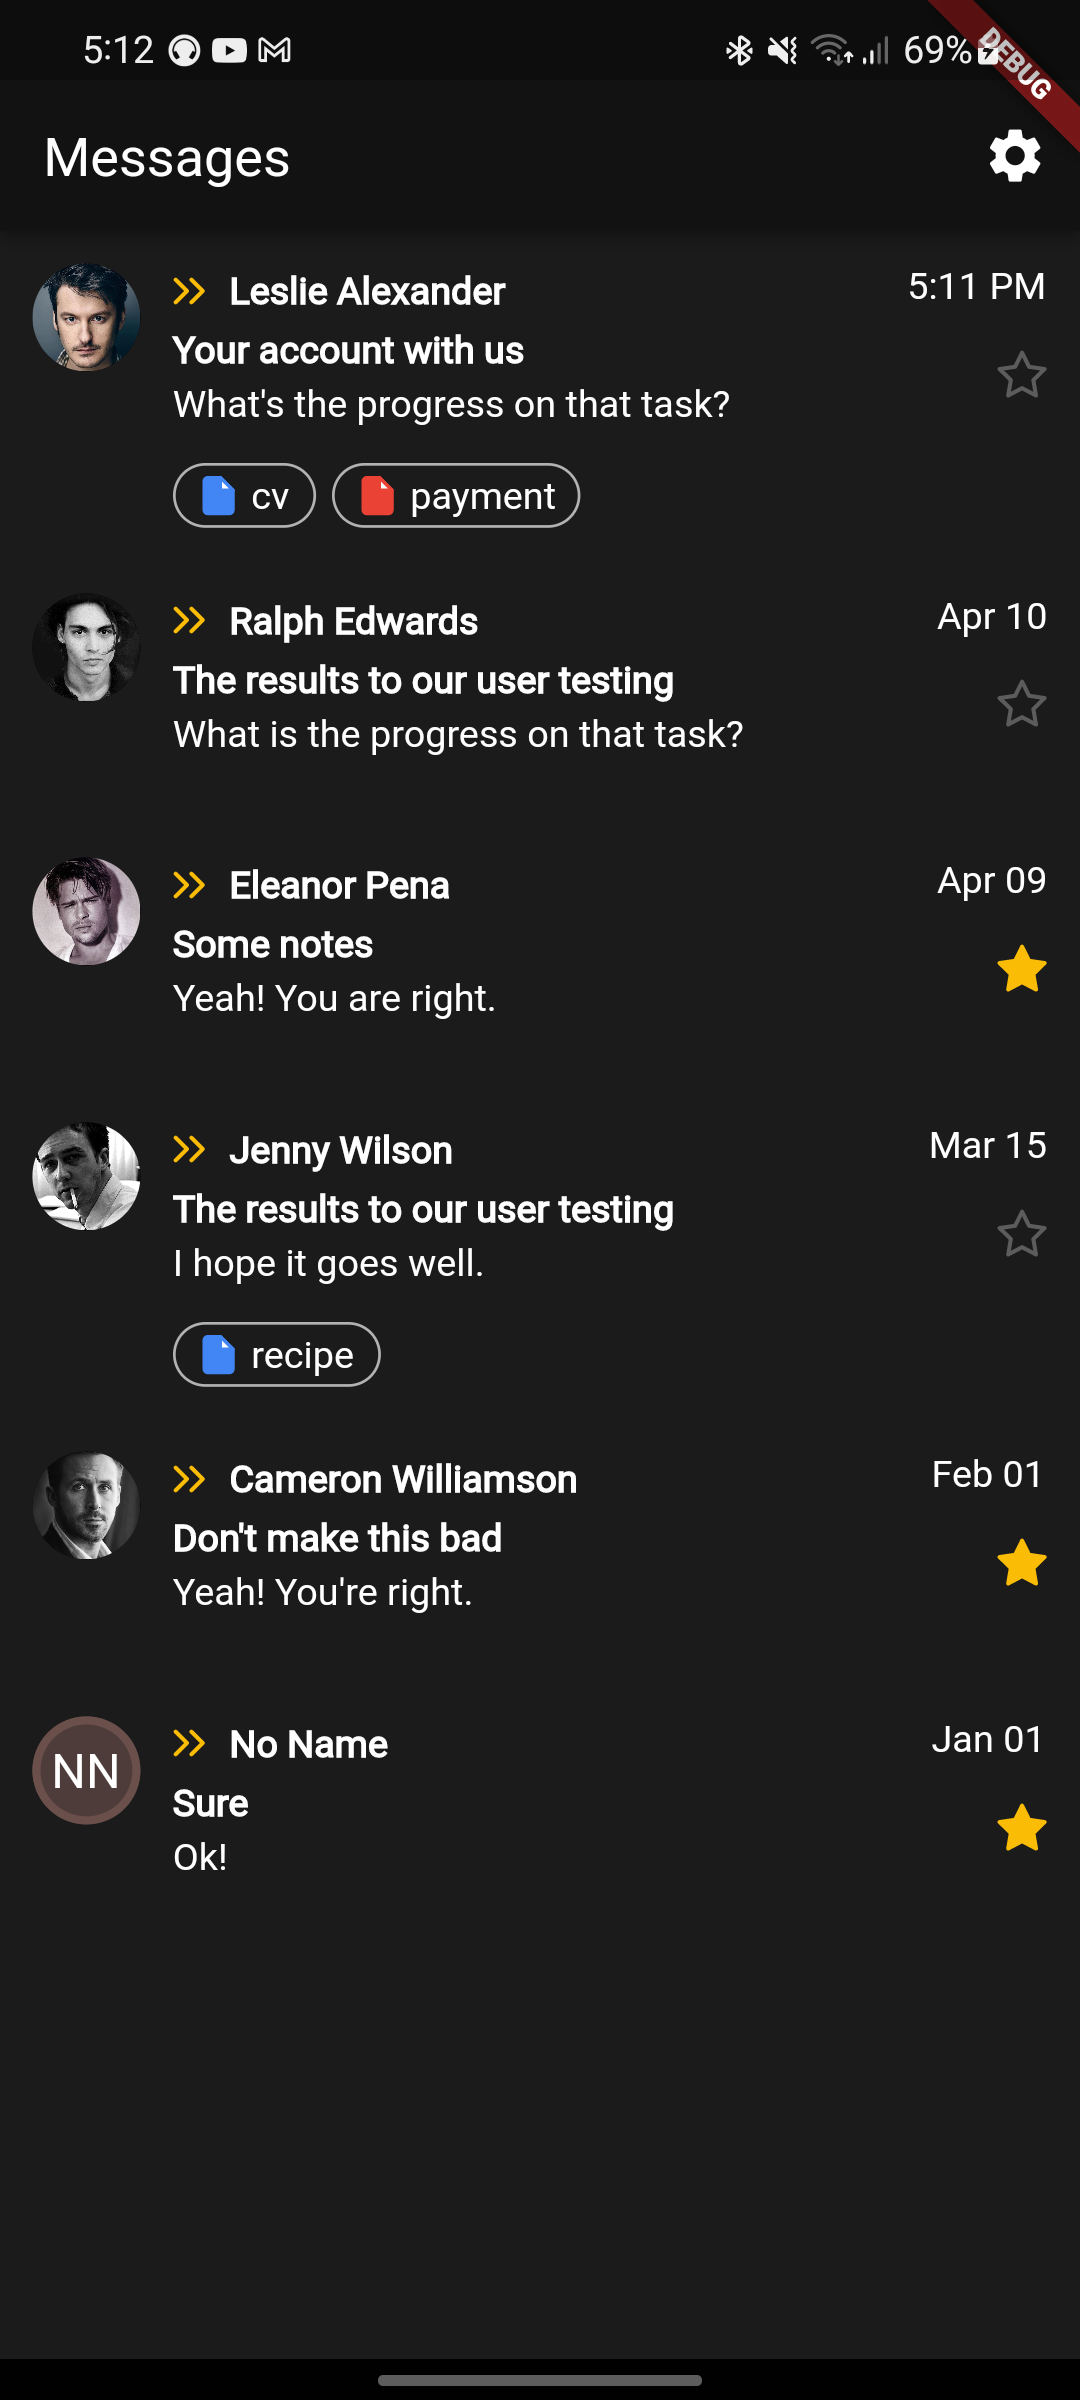 5:12
69%
DEBUG
Messages
Leslie Alexander
5:11 PM
Your account with us
What's the progress on that task?
cv payment
Ralph Edwards
Apr 10
The results to our user testing
What is the progress on that task?
Eleanor Pena
Apr 09
Some notes
Yeah! You are right.
Jenny Wilson
Mar 15
The results to our user testing
I hope it goes well.
recipe
Cameron Williamson
Feb 01
Don't make this bad
Yeah! You're right.
NN
No Name
Jan 01
Sure
Ok!